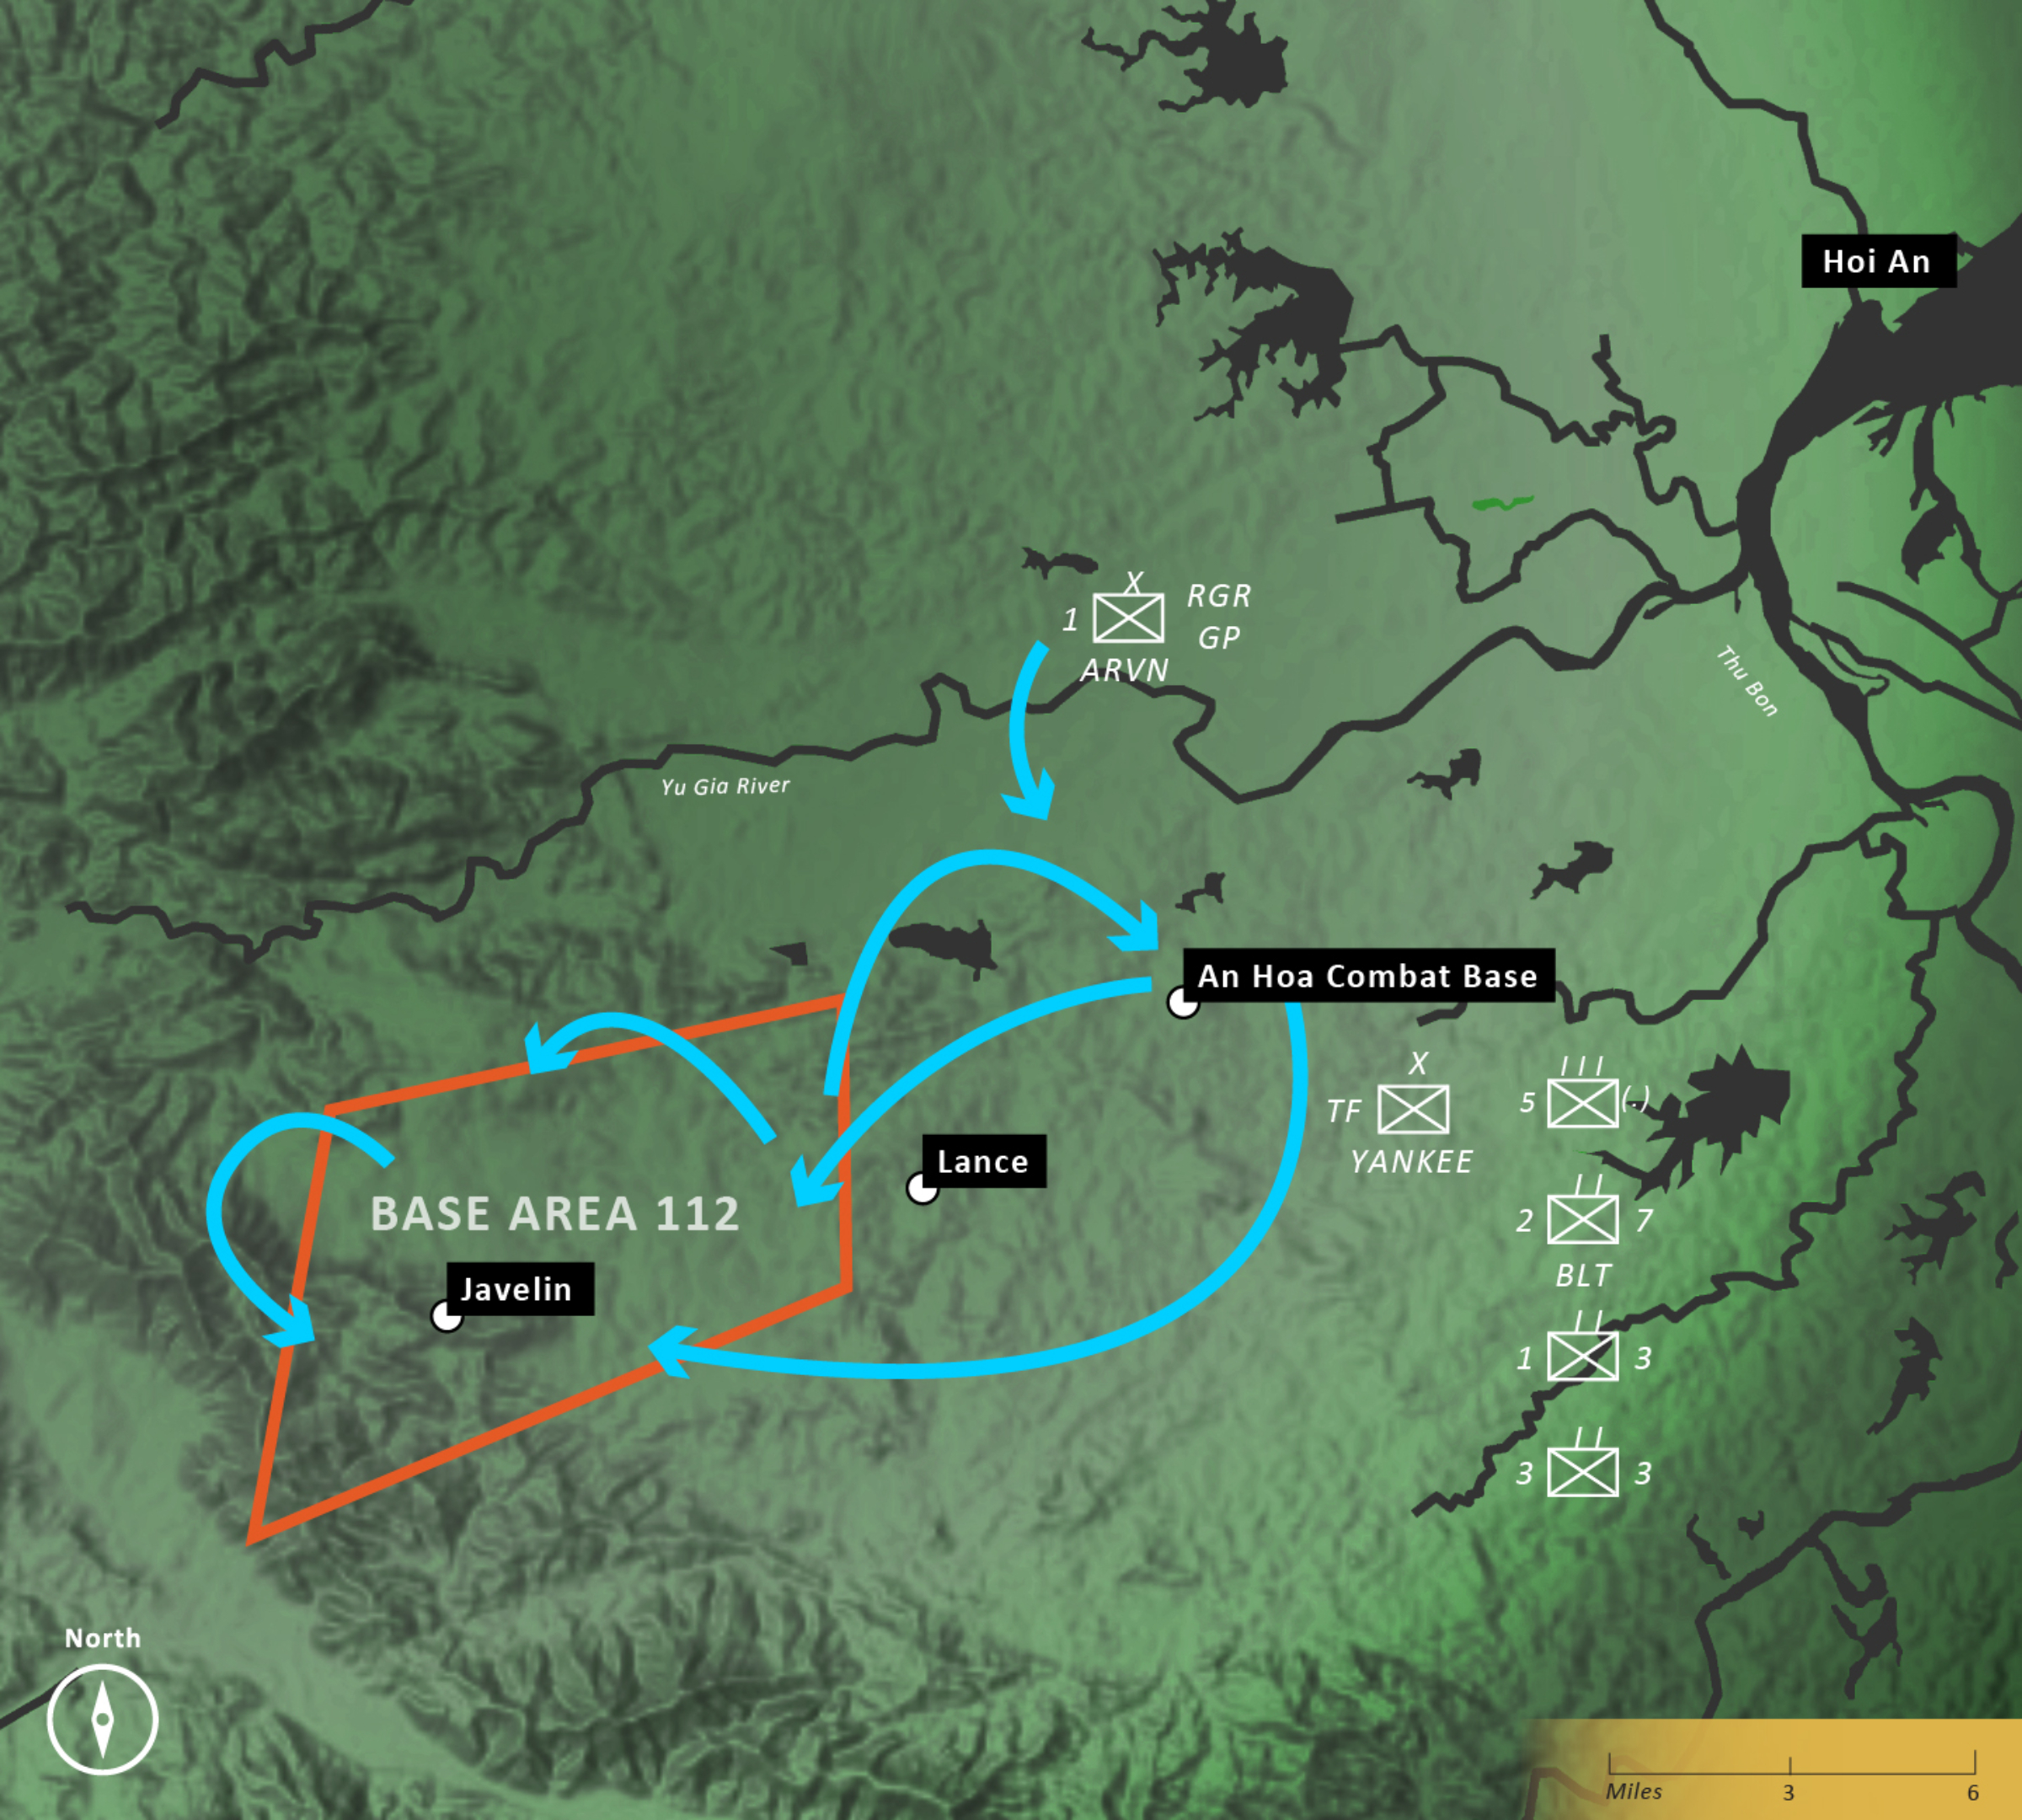 Hoi An
X
1
RGR
GP
ARVN
Thu Bon
Yu Gia River
An Hoa Combat Base
X
TF
YANKEE
III
5
(-)
Lance
II
2
7
BLT
BASE AREA 112
Javelin
II
1
3
II
3
3
North
Miles
3
6